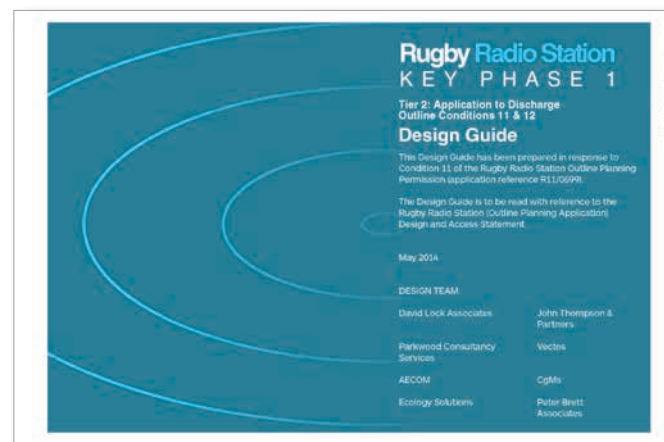 Rugby Radio Station
KEY PHASE 1
Tier 2: Application to Discharge
Outline Conditions 11 & 12
Design Guide
This Design Guide has been prepared in response to
Condition 11 of the Rugby Radio Station Outline Planning
Permission (application reference R11/0699).
The Design Guide is to be read with reference to the
Rugby Radio Station (Outline Planning Application)
Design and Access Statement
May 2014
DESIGN TEAM:
David Lock Associates
John Thompson &
Partners
Parkwood Consultancy
Services
Vectos
AECOM
CgMs
Ecology Solutions
Peter Brett
Associates